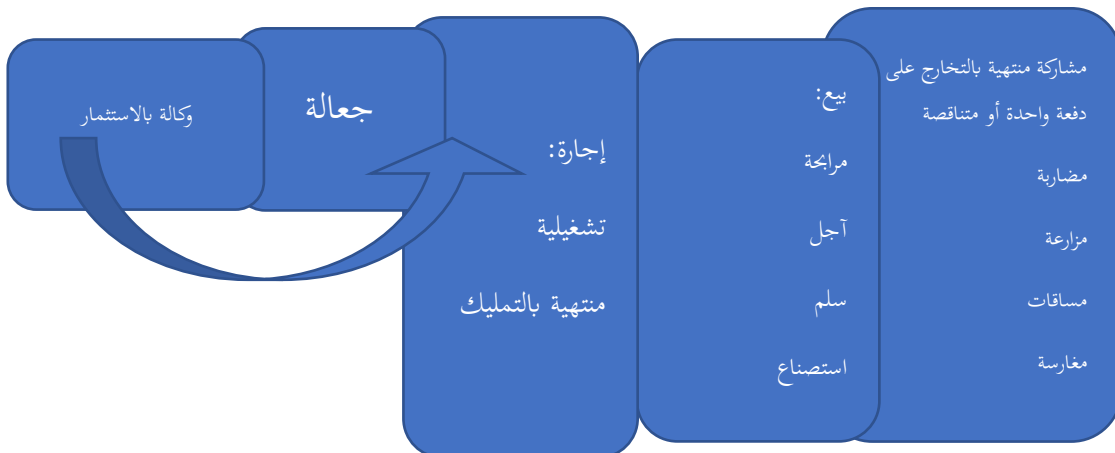 مشاركة منتهية بالتخارج على
دفعة واحدة أو متناقصة
مضاربة
مزارعة
مساقات
مغارسة
بيع:
مرابحة
آجل
سلم
استصناع
إجارة:
تشغيلية
منتهية بالتمليك
جعالة
وكالة بالاستثمار